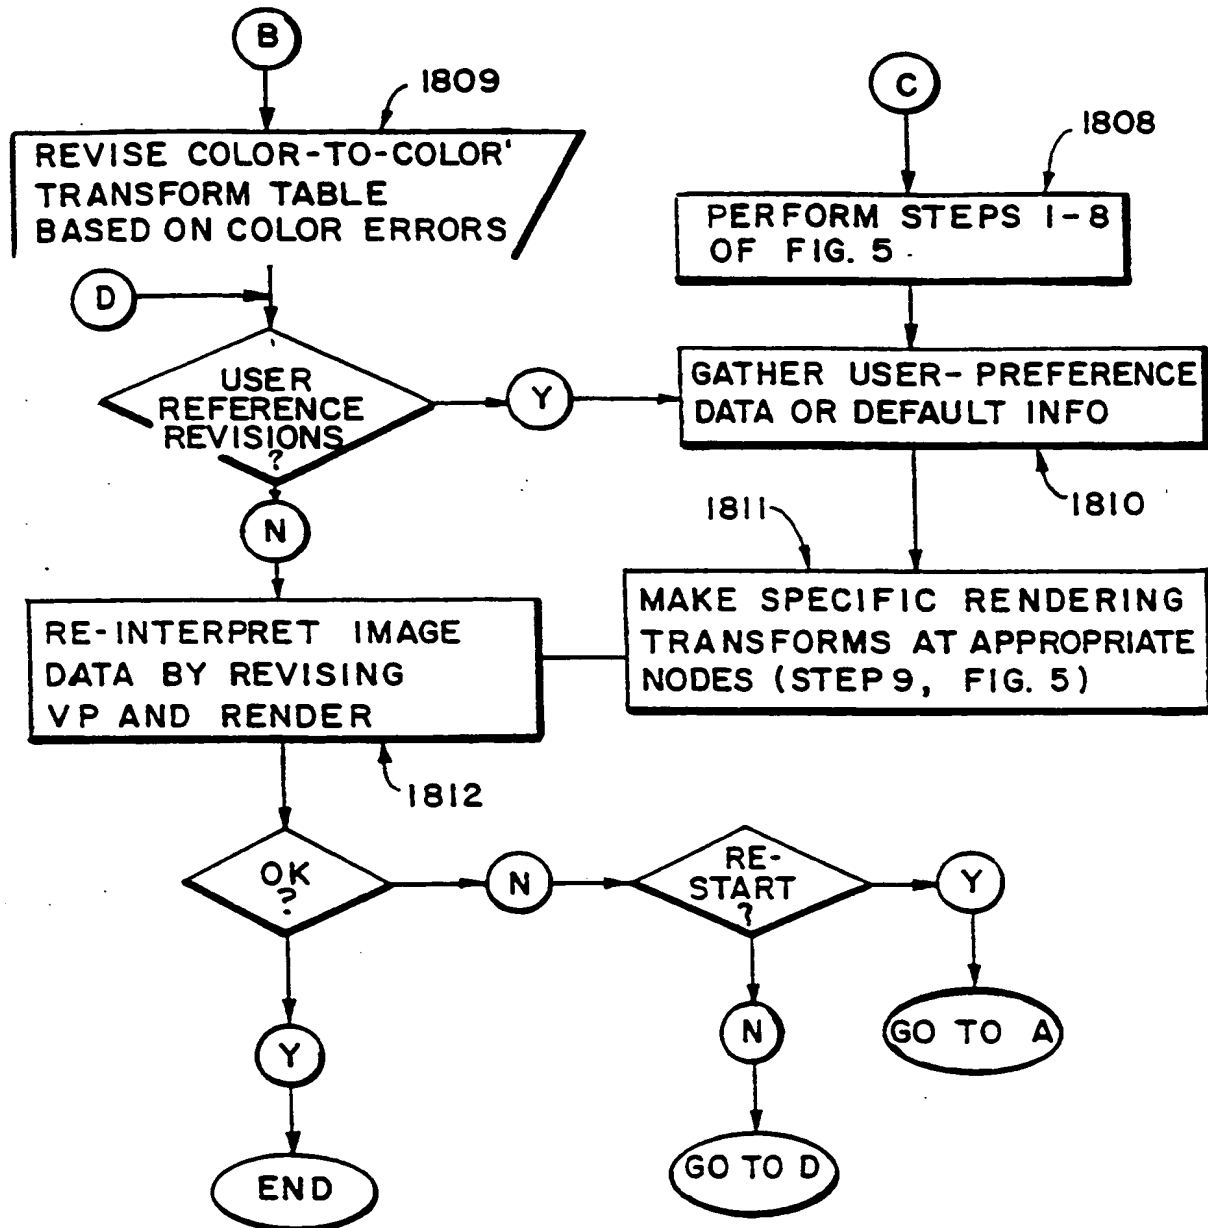 B
1809
REVISE COLOR-TO-COLOR'
TRANSFORM TABLE
BASED ON COLOR ERRORS
C
1808
PERFORM STEPS 1-8
OF FIG. 5
D
USER
REFERENCE
REVISIONS
?
Y
GATHER USER-PREFERENCE
DATA OR DEFAULT INFO
1810
N
1811
RE-INTERPRET IMAGE
DATA BY REVISING
VP AND RENDER
1812
MAKE SPECIFIC RENDERING
TRANSFORMS AT APPROPRIATE
NODES (STEP 9, FIG. 5)
OK
?
N
RE-
START
?
Y
GO TO A
Y
END
N
GO TO D